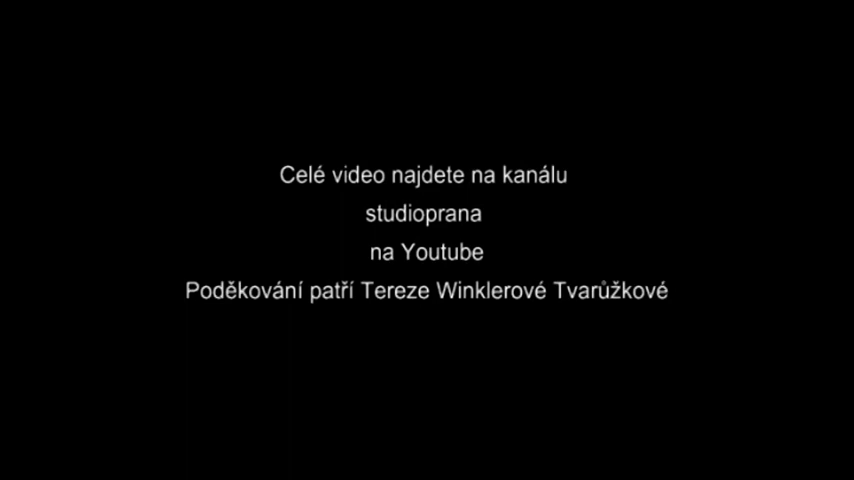 Celé video najdete na kanálu
studioprana
na Youtube
Poděkování patří Tereze Winklerové Tvarůžkové